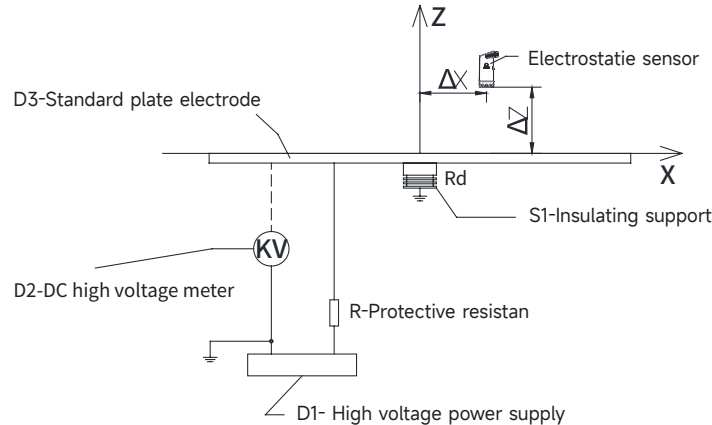 Z
Electrostatie sensor
ΔX
D3-Standard plate electrode
ΔZ
X
Rd
S1-Insulating support
KV
D2-DC high voltage meter
R-Protective resistan
D1- High voltage power supply